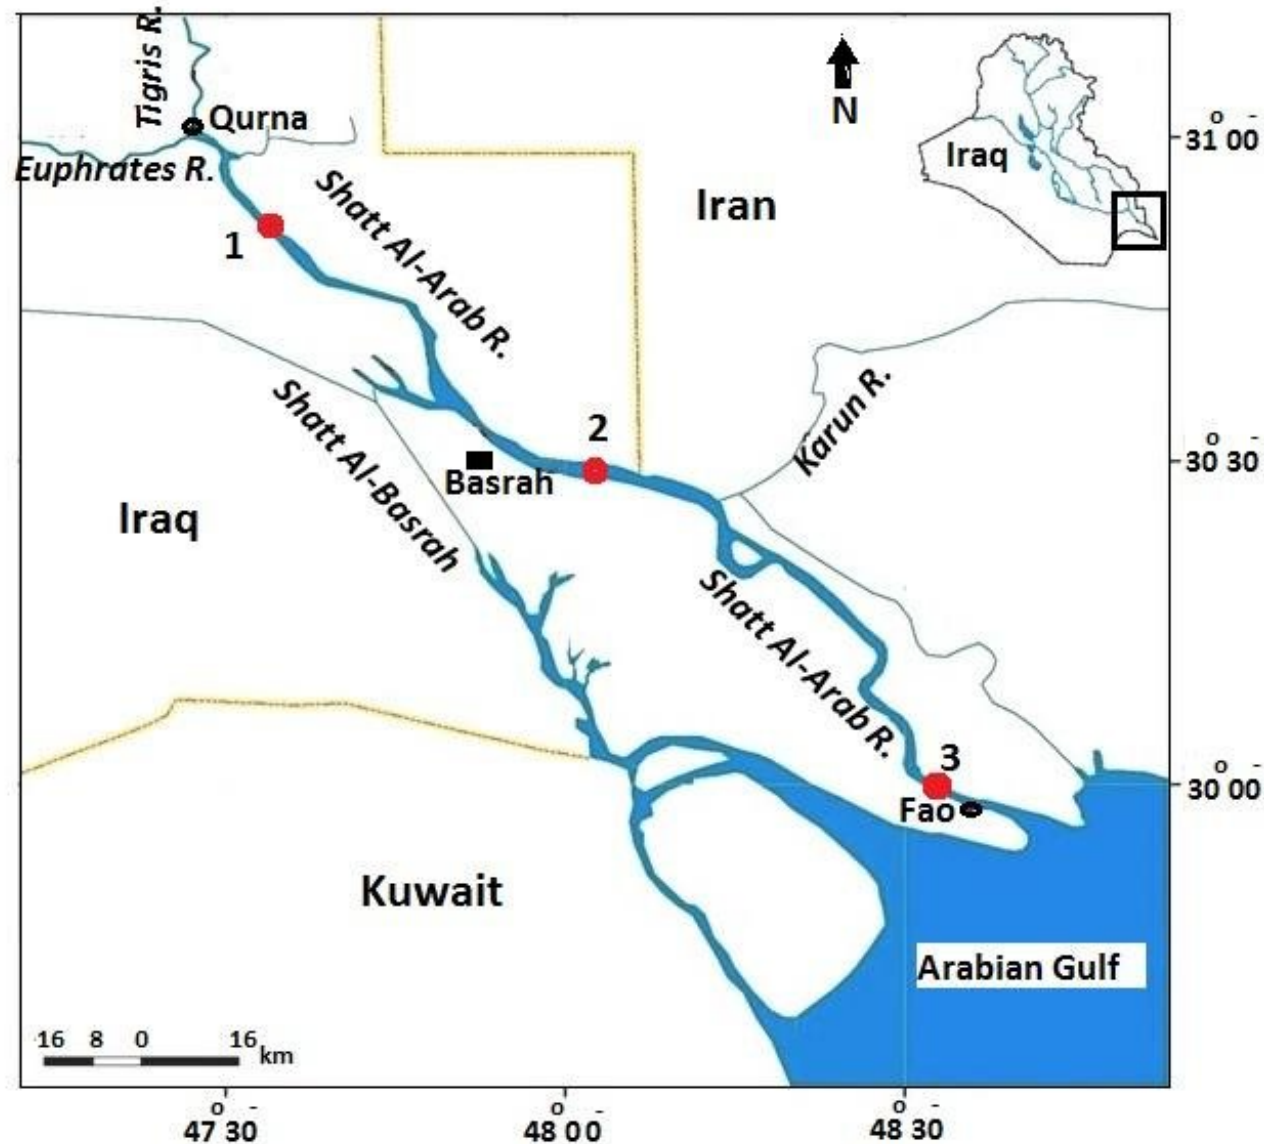 Tigris R.
Qurna
Euphrates R.
N
Iraq
31° 00-
1
Shatt Al-Arab R.
Iran
2
Basrah
Karun R.
30° 30-
Iraq
Shatt Al-Basrah
Shatt Al-Arab R.
3
Fao
30° 00-
Kuwait
Arabian Gulf
16 8 0 16 km
47° 30- 48° 00- 48° 30-